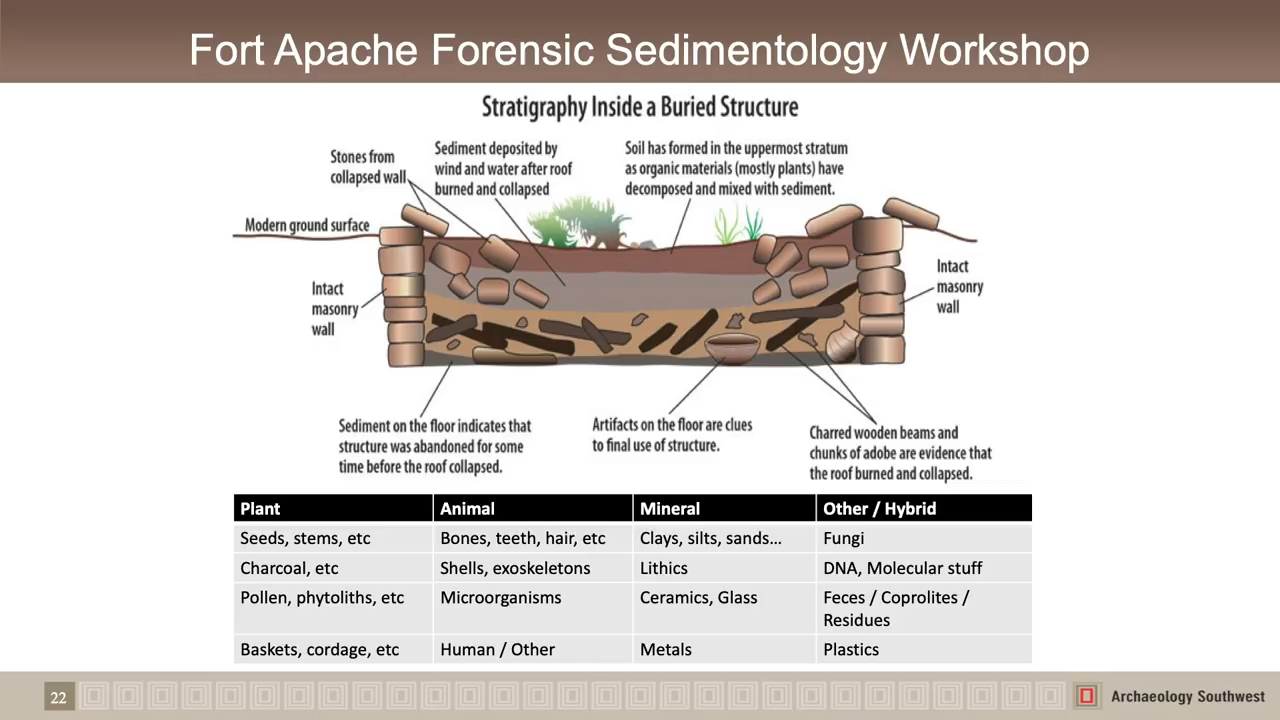 Fort Apache Forensic Sedimentology Workshop
Stratigraphy Inside a Buried Structure
Stones from
collapsed wall
Sediment deposited by
wind and water after roof
burned and collapsed
Soil has formed in the uppermost stratum
as organic materials (mostly plants) have
decomposed and mixed with sediment.
Modern ground surface
Intact
masonry
wall
Intact
masonry
wall
Sediment on the floor indicates that
structure was abandoned for some
time before the roof collapsed.
Artifacts on the floor are clues
to final use of structure.
Charred wooden beams and
chunks of adobe are evidence that
the roof burned and collapsed.
Plant Animal Mineral Other / Hybrid
Seeds, stems, etc Bones, teeth, hair, etc Clays, silts, sands... Fungi
Charcoal, etc Shells, exoskeletons Lithics DNA, Molecular stuff
Pollen, phytoliths, etc Microorganisms Ceramics, Glass Feces / Coprolites /
Residues
Baskets, cordage, etc Human / Other Metals Plastics
22
Archaeology Southwest